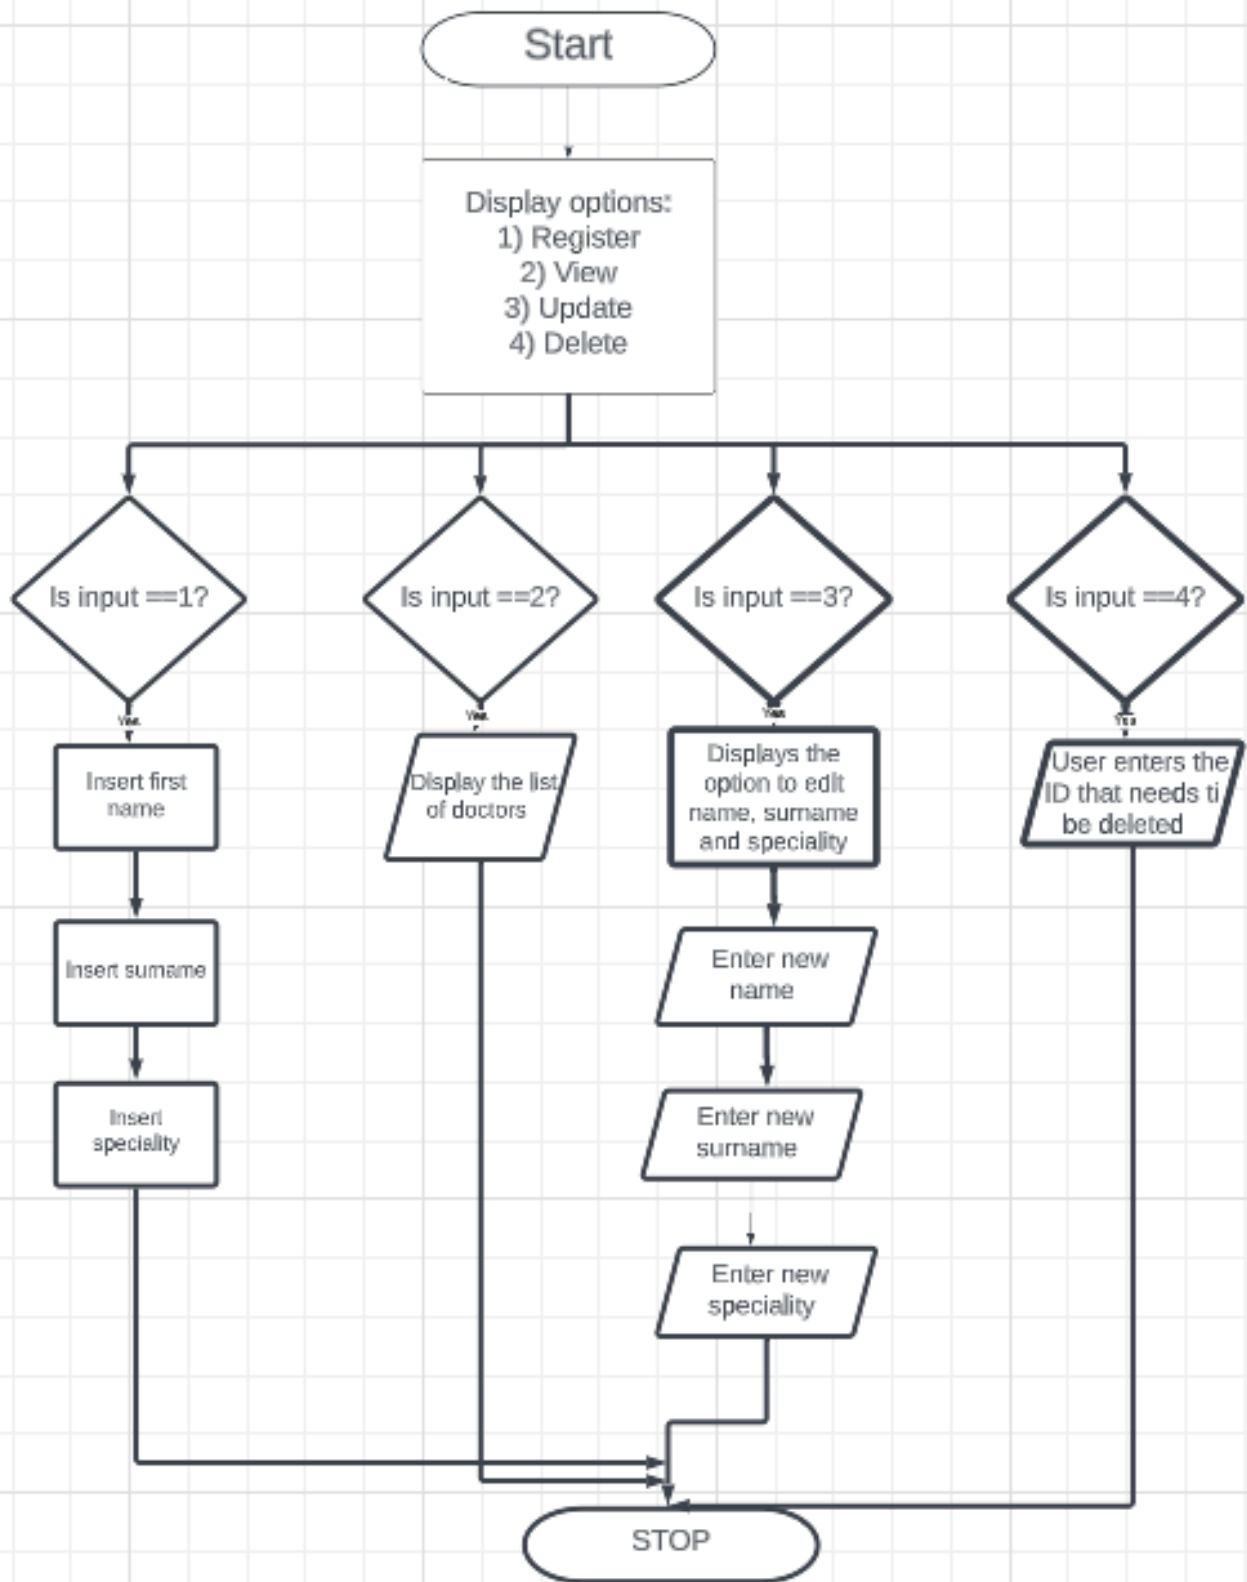 Start
Display options:
1) Register
2) View
3) Update
4) Delete
Is input ==1?
Is input ==2?
Is input ==3?
Is input ==4?
Yes
Yes
Yes
Yes
Insert first
name
Display the list
of doctors
Displays the
option to edit
name, surname
and speciality
User enters the
ID that needs ti
be deleted
Insert surname
Enter new
name
Insert
speciality
Enter new
surname
Enter new
speciality
STOP